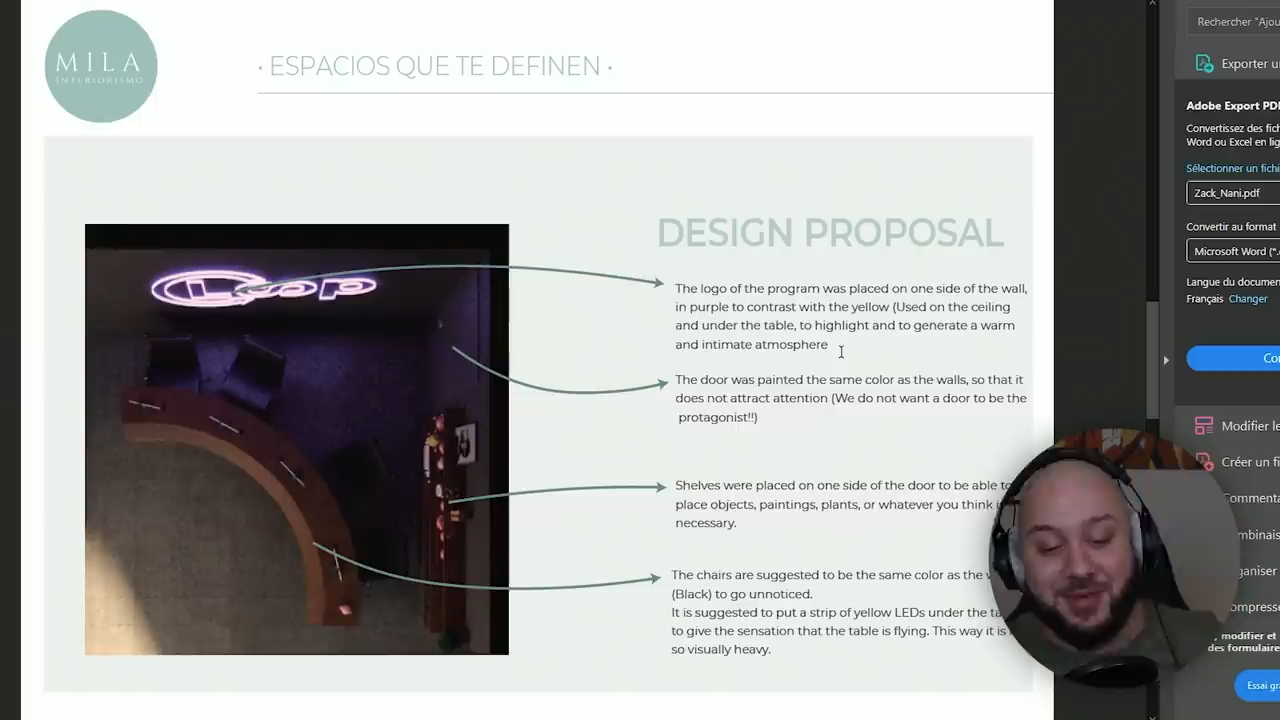 MILA
INTERIORISMO
· ESPACIOS QUE TE DEFINEN ·
Loop
DESIGN PROPOSAL
The logo of the program was placed on one side of the wall,
in purple to contrast with the yellow (Used on the ceiling
and under the table, to highlight and to generate a warm
and intimate atmosphere
The door was painted the same color as the walls, so that it
does not attract attention (We do not want a door to be the
protagonist!!)
Shelves were placed on one side of the door to be able to
place objects, paintings, plants, or whatever you think
necessary.
The chairs are suggested to be the same color as the
(Black) to go unnoticed.
It is suggested to put a strip of yellow LEDs under the
to give the sensation that the table is flying. This way it is
so visually heavy.
Rechercher "Ajou
Exporter un
Adobe Export PDF
Convertissez des fich
Word ou Excel en lig
Sélectionner un fichi
Zack_Nani.pdf
Convertir au format
Microsoft Word (*.
Langue du documen
Français Changer
Co
Modifier le
Créer un fi
Commenta
ombinais
ganiser
ompresse
, modifier et
des formulaire
Essai gra